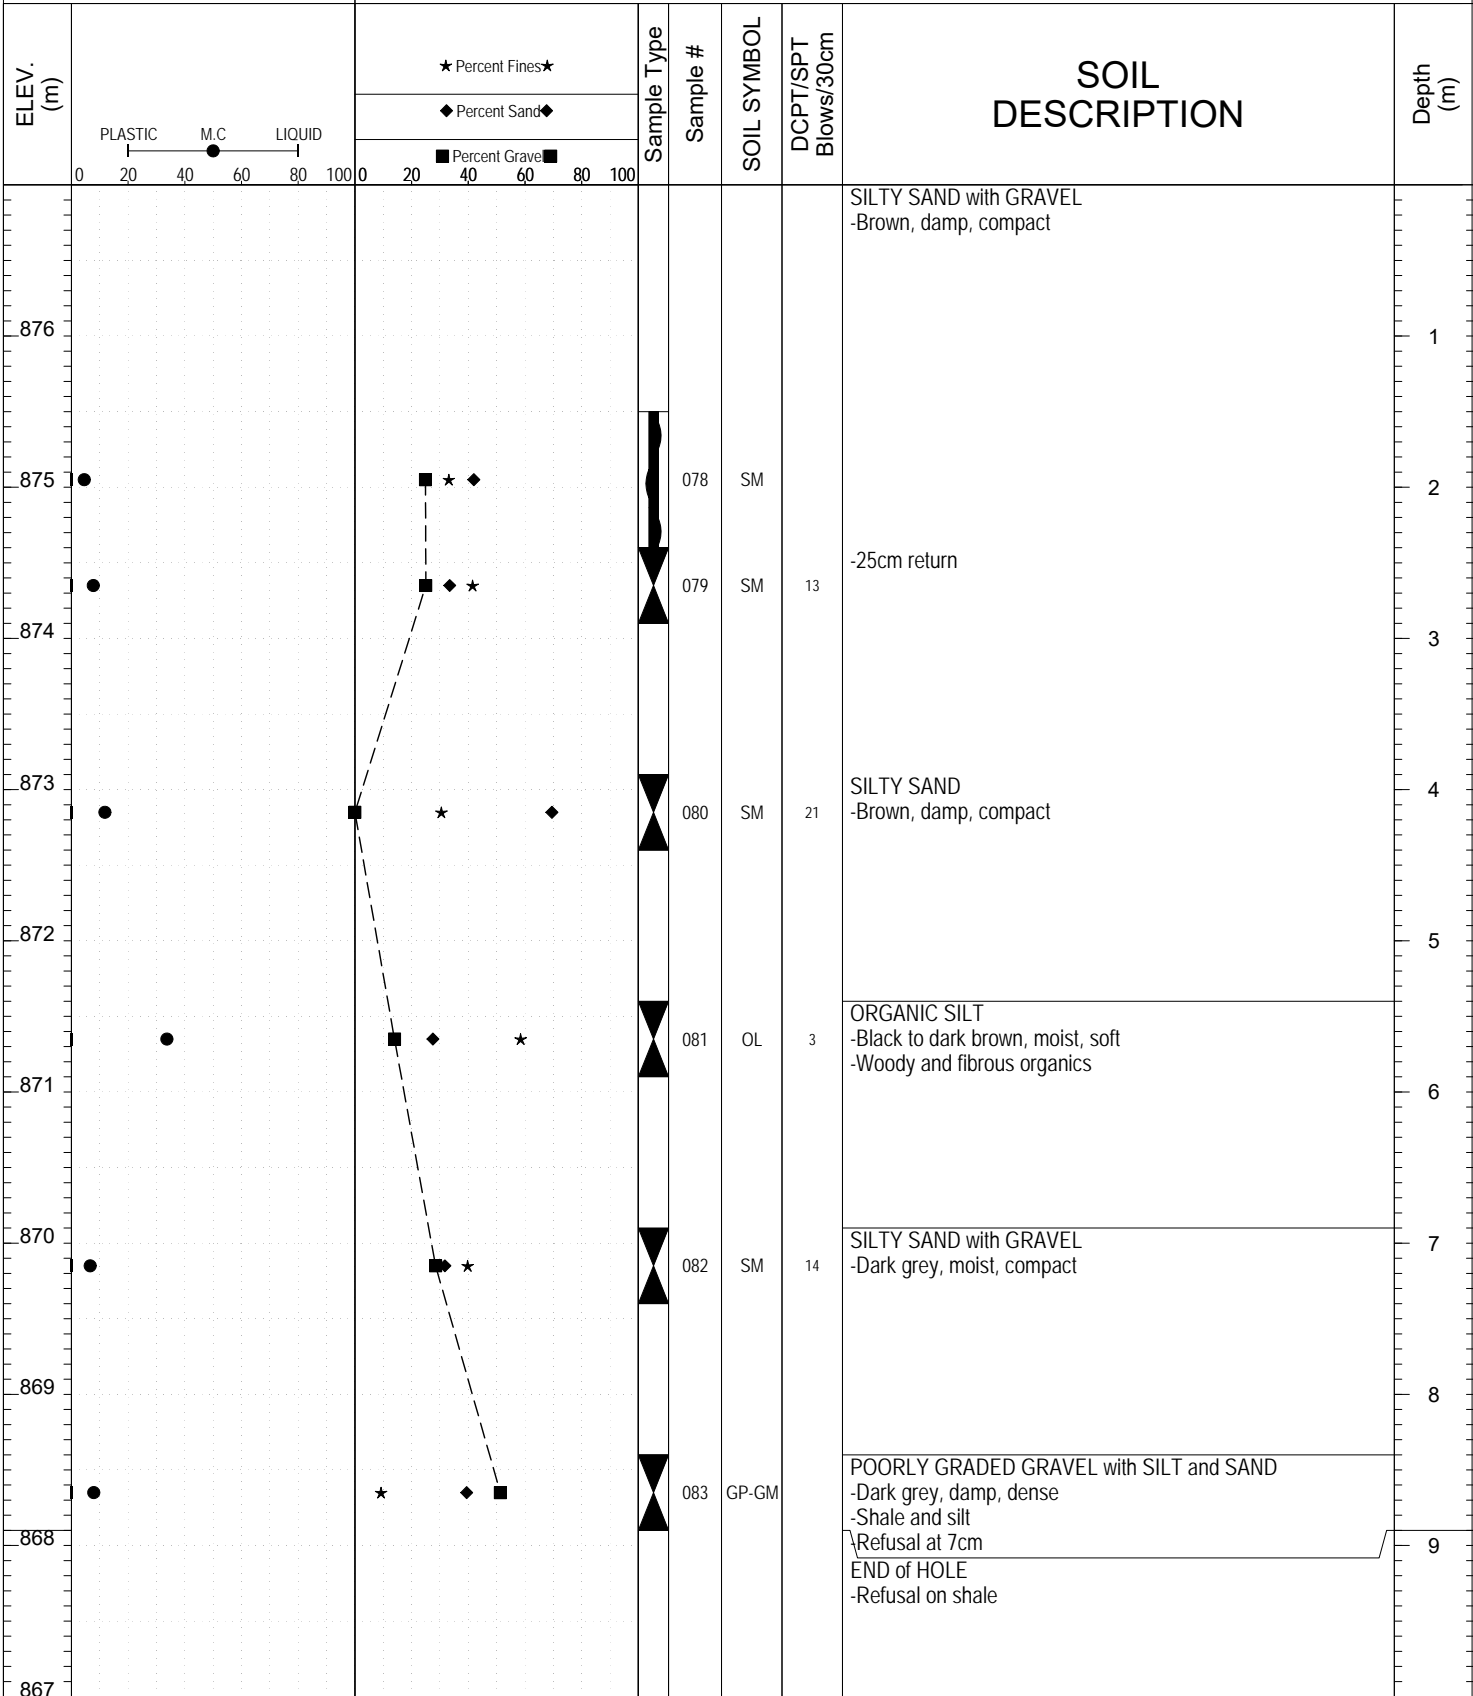 ELEV.
(m)
PLASTIC M.C LIQUID
0 20 40 60 80 100
★ Percent Fines ★
◆ Percent Sand ◆
■ Percent Gravel ■
0 20 40 60 80 100
Sample Type
Sample #
SOIL SYMBOL
DCPT/SPT
Blows/30cm
SOIL
DESCRIPTION
Depth
(m)
SILTY SAND with GRAVEL
-Brown, damp, compact
876 1
875 078 SM 2
-25cm return
079 SM 13
874 3
873 SILTY SAND 4
080 SM 21 -Brown, damp, compact
872 5
ORGANIC SILT
081 OL 3 -Black to dark brown, moist, soft
-Woody and fibrous organics
871 6
870 SILTY SAND with GRAVEL 7
082 SM 14 -Dark grey, moist, compact
869 8
POORLY GRADED GRAVEL with SILT and SAND
083 GP-GM -Dark grey, damp, dense
-Shale and silt
868 -Refusal at 7cm 9
END of HOLE
-Refusal on shale
867